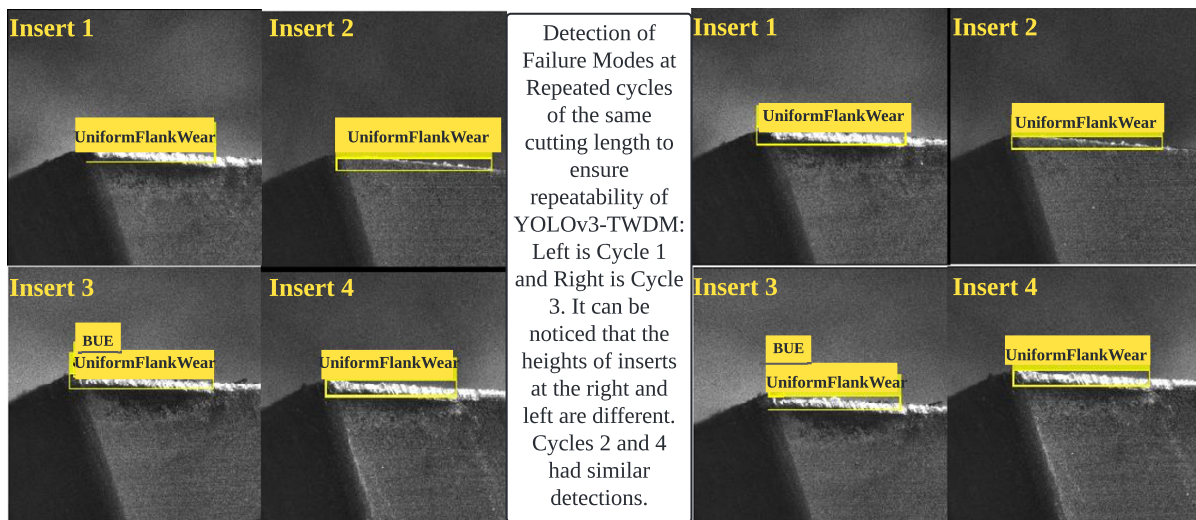 Insert 1
UniformFlankWear
Insert 2
UniformFlankWear
Insert 3
BUE
UniformFlankWear
Insert 4
UniformFlankWear
Detection of
Failure Modes at
Repeated cycles
of the same
cutting length to
ensure
repeatability of
YOLOv3-TWDM:
Left is Cycle 1
and Right is Cycle
3. It can be
noticed that the
heights of inserts
at the right and
left are different.
Cycles 2 and 4
had similar
detections.
Insert 1
UniformFlankWear
Insert 2
UniformFlankWear
Insert 3
BUE
UniformFlankWear
Insert 4
UniformFlankWear